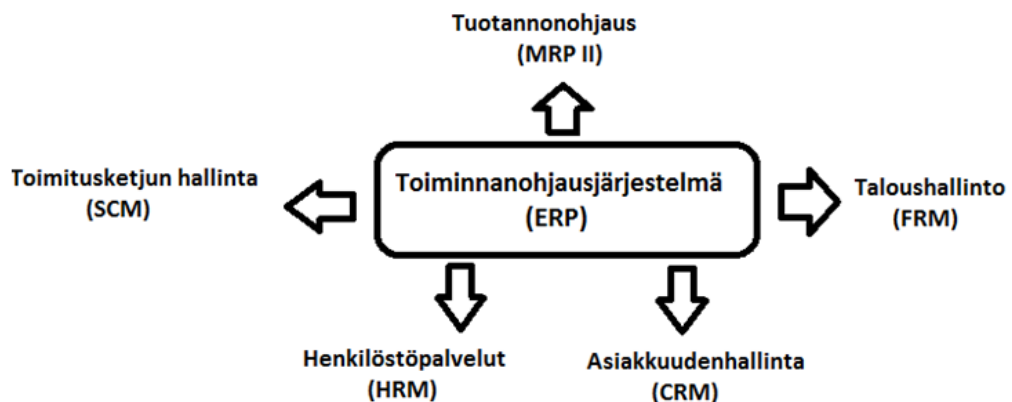 Tuotannonohjaus
(MRP II)
Toimitusketjun hallinta
(SCM)
Toiminnanohjausjärjestelmä
(ERP)
Taloushallinto
(FRM)
Henkilöstöpalvelut
(HRM)
Asiakkuudenhallinta
(CRM)